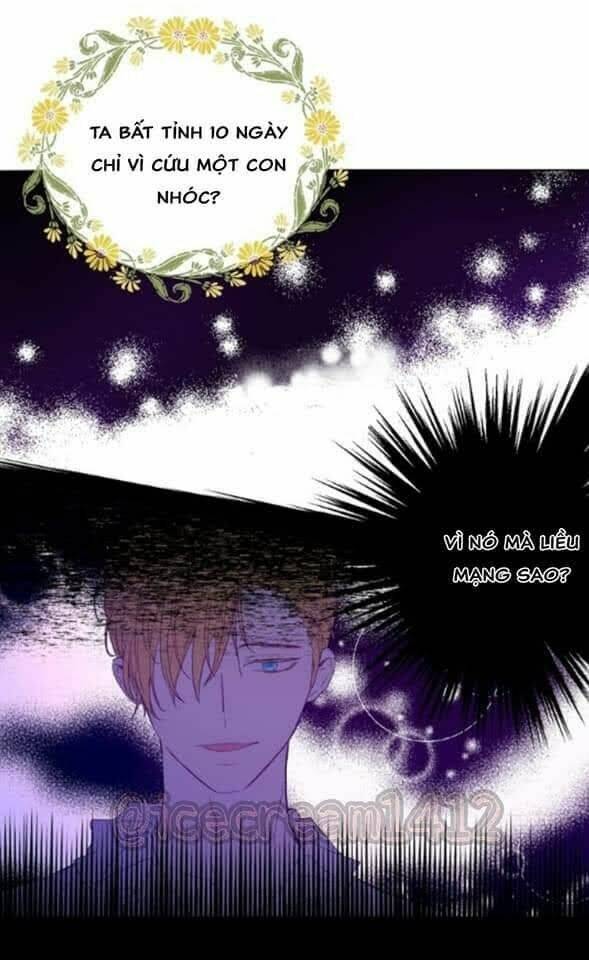 TA BẤT TỈNH 10 NGÀY
CHỈ VÌ CỨU MỘT CON
NHÓC?
VÌ NÓ MÀ LIỀU
MẠNG SAO?
@icecream1412